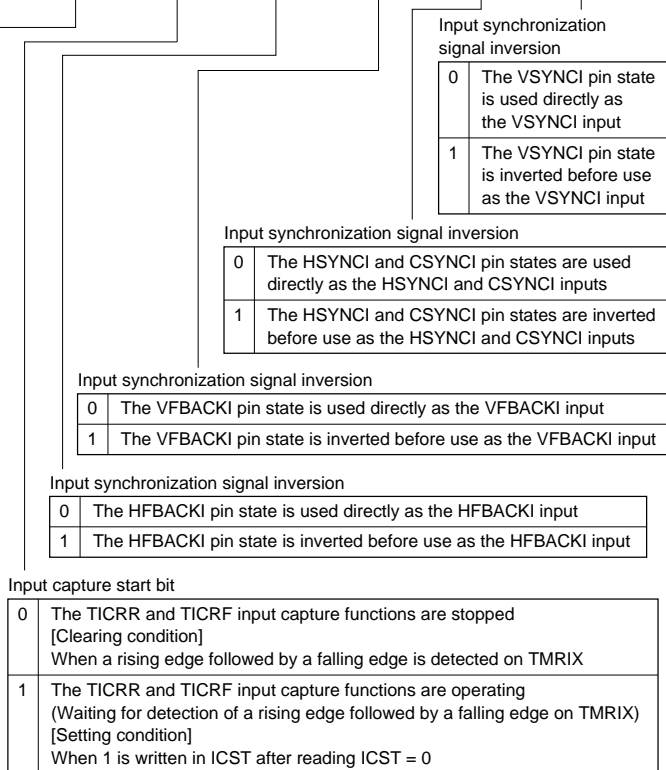 Input synchronization
signal inversion
0 The VSYNCI pin state
is used directly as
the VSYNCI input
1 The VSYNCI pin state
is inverted before use
as the VSYNCI input
Input synchronization signal inversion
0 The HSYNCI and CSYNCI pin states are used
directly as the HSYNCI and CSYNCI inputs
1 The HSYNCI and CSYNCI pin states are inverted
before use as the HSYNCI and CSYNCI inputs
Input synchronization signal inversion
0 The VFBACKI pin state is used directly as the VFBACKI input
1 The VFBACKI pin state is inverted before use as the VFBACKI input
Input synchronization signal inversion
0 The HFBACKI pin state is used directly as the HFBACKI input
1 The HFBACKI pin state is inverted before use as the HFBACKI input
Input capture start bit
0 The TICRR and TICRF input capture functions are stopped
[Clearing condition]
When a rising edge followed by a falling edge is detected on TMRIX
1 The TICRR and TICRF input capture functions are operating
(Waiting for detection of a rising edge followed by a falling edge on TMRIX)
[Setting condition]
When 1 is written in ICST after reading ICST = 0